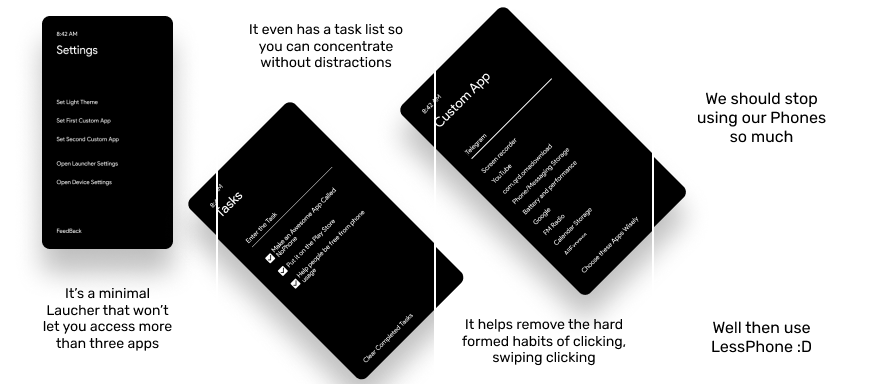 8:42 AM
Settings
Set Light Theme
Set First Custom App
Set Second Custom App
Open Launcher Settings
Open Device Settings
FeedBack
It's a minimal
Laucher that won't
let you access more
than three apps
It even has a task list so
you can concentrate
without distractions
Tasks
Enter the Task
Make an Awesome App Called
NoPhone
Put it on the Play Store
Help people be free from phone
usage
Clear Completed Tasks
8:42 AM
Custom App
Telegram
Screen recorder
YouTube
com.qrd.omadownload
Phone/Messaging Storage
Battery and performance
Google
FM Radio
Calendar Storage
Choose these Apps Wisely
It helps remove the hard
formed habits of clicking,
swiping clicking
We should stop
using our Phones
so much
Well then use
LessPhone :D